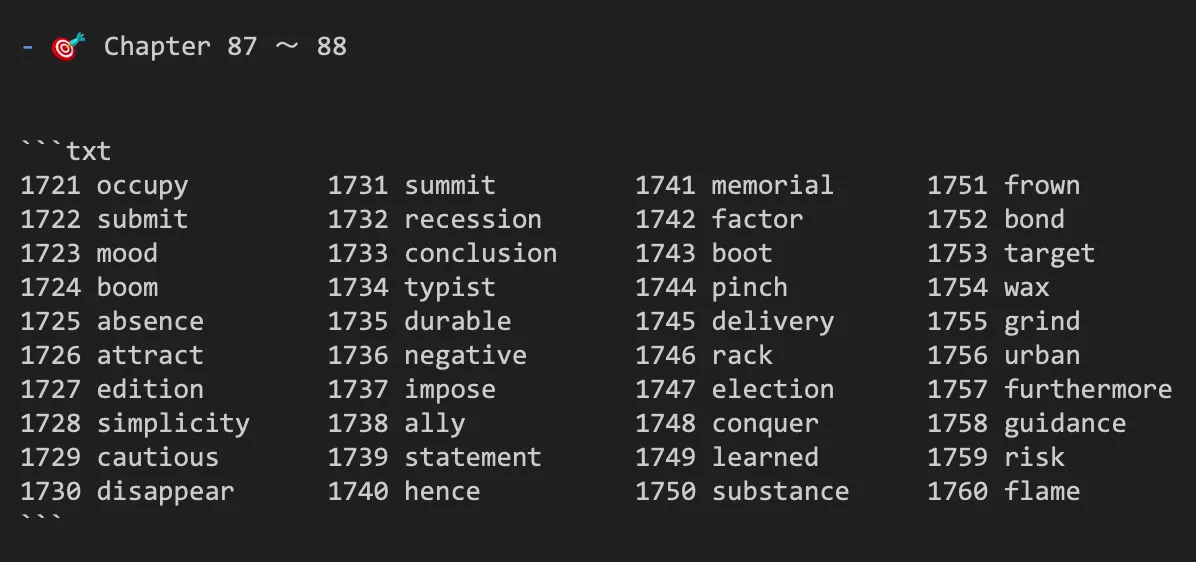 - 🎯 Chapter 87 ～ 88
```txt
1721 occupy 1731 summit 1741 memorial 1751 frown
1722 submit 1732 recession 1742 factor 1752 bond
1723 mood 1733 conclusion 1743 boot 1753 target
1724 boom 1734 typist 1744 pinch 1754 wax
1725 absence 1735 durable 1745 delivery 1755 grind
1726 attract 1736 negative 1746 rack 1756 urban
1727 edition 1737 impose 1747 election 1757 furthermore
1728 simplicity 1738 ally 1748 conquer 1758 guidance
1729 cautious 1739 statement 1749 learned 1759 risk
1730 disappear 1740 hence 1750 substance 1760 flame
```